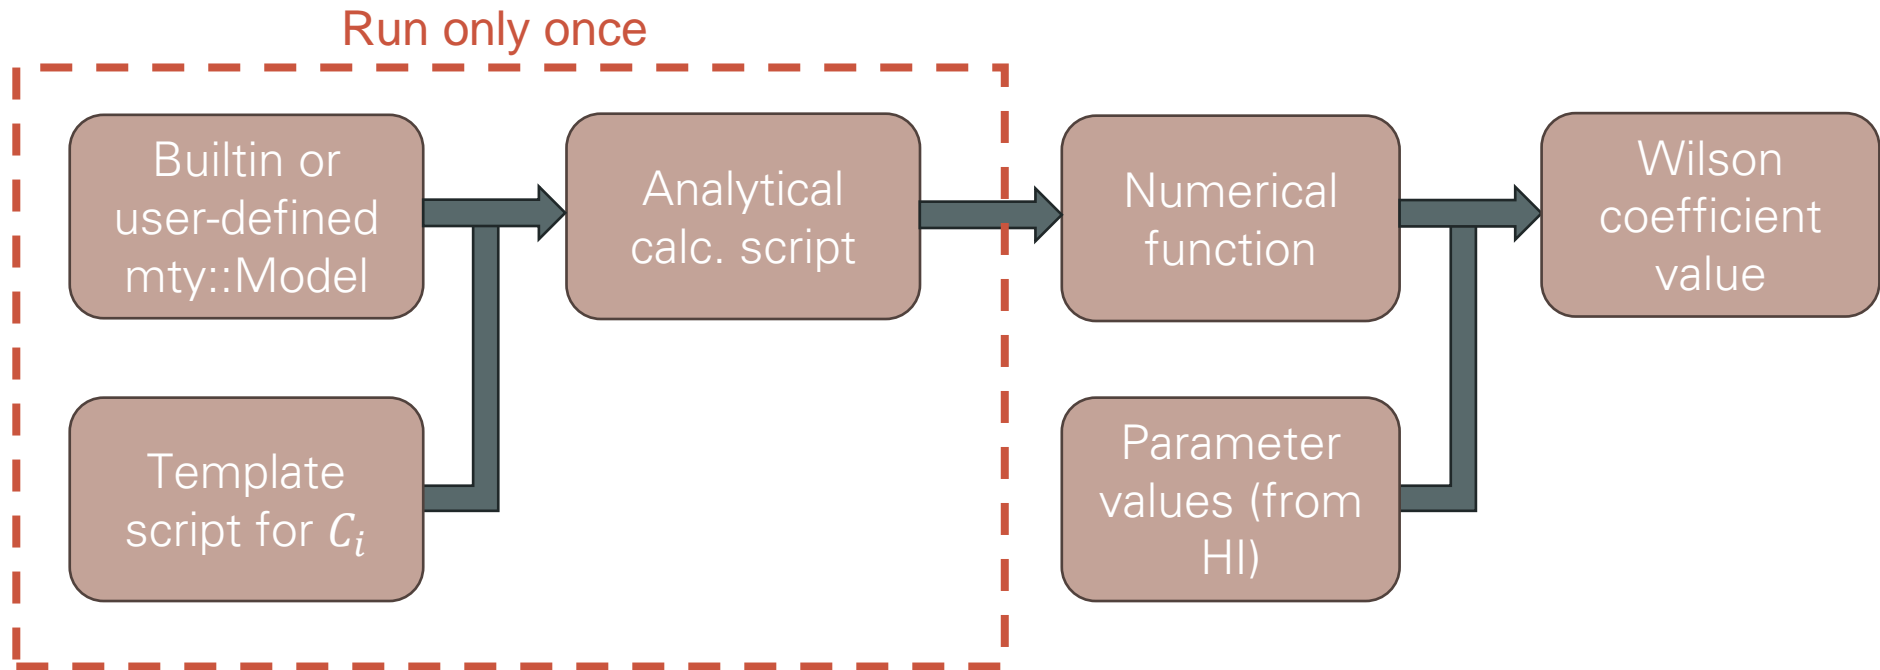 Run only once
Builtin or
user-defined
mty::Model
Analytical
calc. script
Numerical
function
Wilson
coefficient
value
Template
script for C_i
Parameter
values (from
HI)